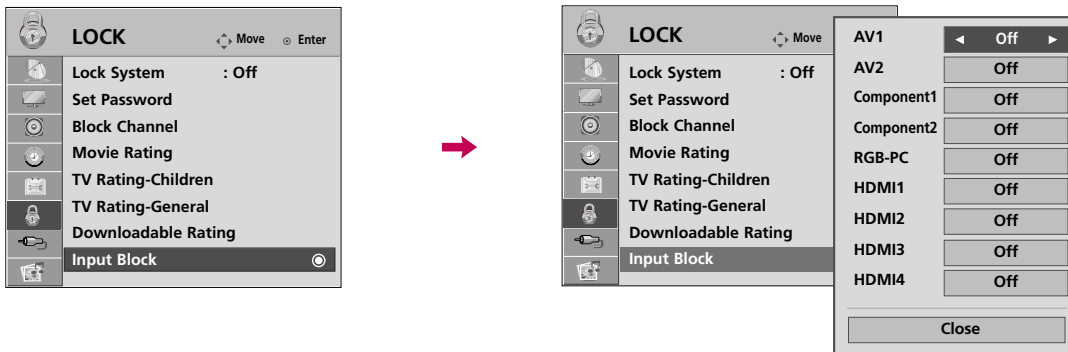 LOCK Move Enter
Lock System : Off
Set Password
Block Channel
Movie Rating
TV Rating-Children
TV Rating-General
Downloadable Rating
Input Block
LOCK Move
Lock System : Off
Set Password
Block Channel
Movie Rating
TV Rating-Children
TV Rating-General
Downloadable Rating
Input Block
AV1 ◄ Off ►
AV2 Off
Component1 Off
Component2 Off
RGB-PC Off
HDMI1 Off
HDMI2 Off
HDMI3 Off
HDMI4 Off
Close